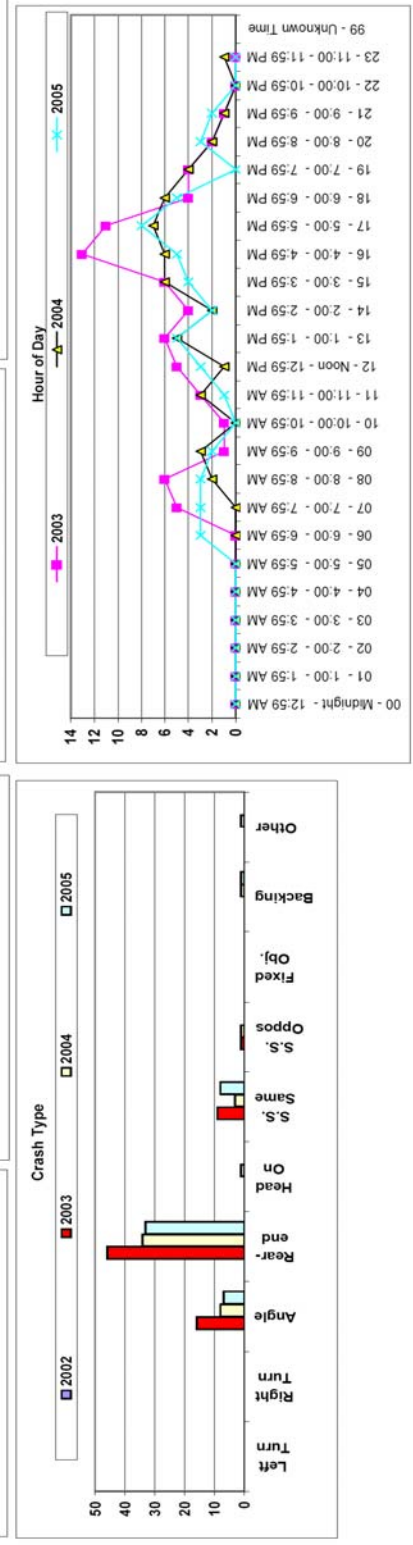 Crash Type
2002
2003
2004
2005
50
40
30
20
10
0
Left Turn
Right Turn
Angle
Rear-end
Head On
S.S. Same
S.S. Oppos
Fixed Obj.
Backing
Other
Hour of Day
2003
2004
2005
14
12
10
8
6
4
2
0
00 - Midnight - 12:59 AM
01 - 1:00 - 1:59 AM
02 - 2:00 - 2:59 AM
03 - 3:00 - 3:59 AM
04 - 4:00 - 4:59 AM
05 - 5:00 - 5:59 AM
06 - 6:00 - 6:59 AM
07 - 7:00 - 7:59 AM
08 - 8:00 - 8:59 AM
09 - 9:00 - 9:59 AM
10 - 10:00 - 10:59 AM
11 - 11:00 - 11:59 AM
12 - Noon - 12:59 PM
13 - 1:00 - 1:59 PM
14 - 2:00 - 2:59 PM
15 - 3:00 - 3:59 PM
16 - 4:00 - 4:59 PM
17 - 5:00 - 5:59 PM
18 - 6:00 - 6:59 PM
19 - 7:00 - 7:59 PM
20 - 8:00 - 8:59 PM
21 - 9:00 - 9:59 PM
22 - 10:00 - 10:59 PM
23 - 11:00 - 11:59 PM
99 - Unknown Time